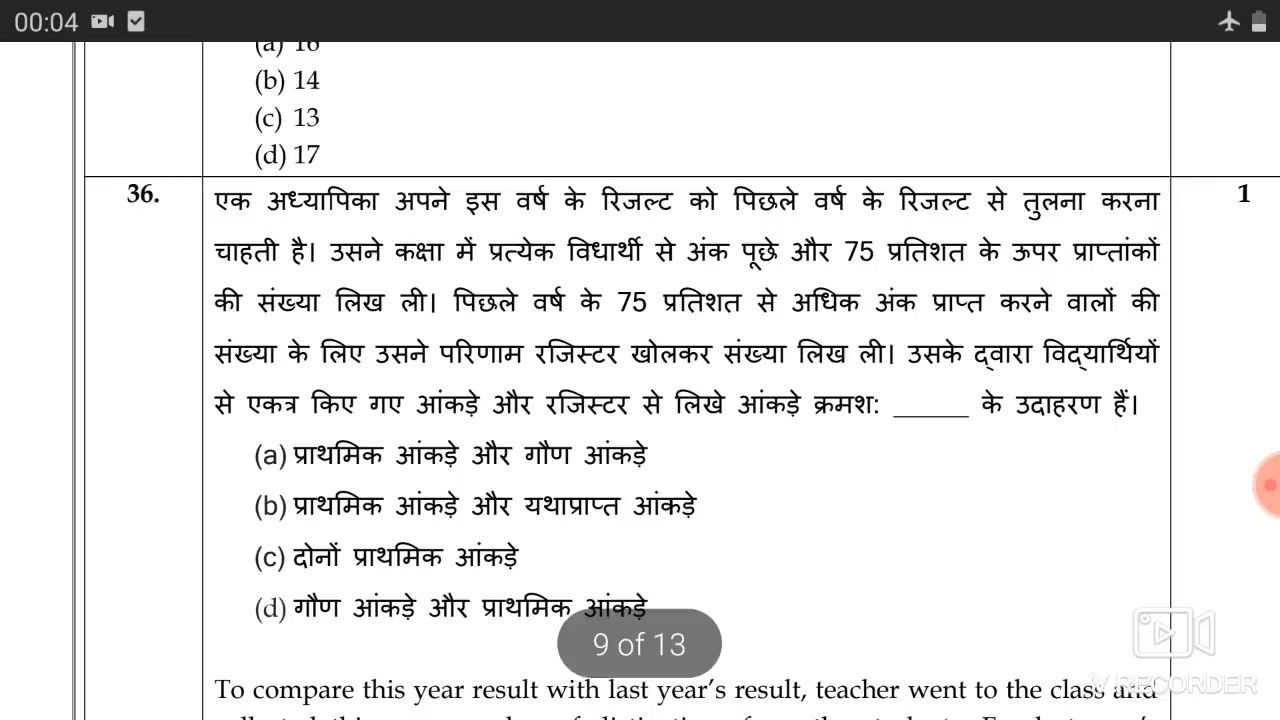 00:04
(a) 16
(b) 14
(c) 13
(d) 17
36.
एक अध्यापिका अपने इस वर्ष के रिजल्ट को पिछले वर्ष के रिजल्ट से तुलना करना
1
चाहती है। उसने कक्षा में प्रत्येक विधार्थी से अंक पूछे और 75 प्रतिशत के ऊपर प्राप्तांकों
की संख्या लिख ली। पिछले वर्ष के 75 प्रतिशत से अधिक अंक प्राप्त करने वालों की
संख्या के लिए उसने परिणाम रजिस्टर खोलकर संख्या लिख ली। उसके द्वारा विद्यार्थियों
से एकत्र किए गए आंकड़े और रजिस्टर से लिखे आंकड़े क्रमश: ______ के उदाहरण हैं।
(a) प्राथमिक आंकड़े और गौण आंकड़े
(b) प्राथमिक आंकड़े और यथाप्राप्त आंकड़े
(c) दोनों प्राथमिक आंकड़े
(d) गौण आंकड़े और प्राथमिक आंकड़े
9 of 13
To compare this year result with last year's result, teacher went to the class and
V RECORDER